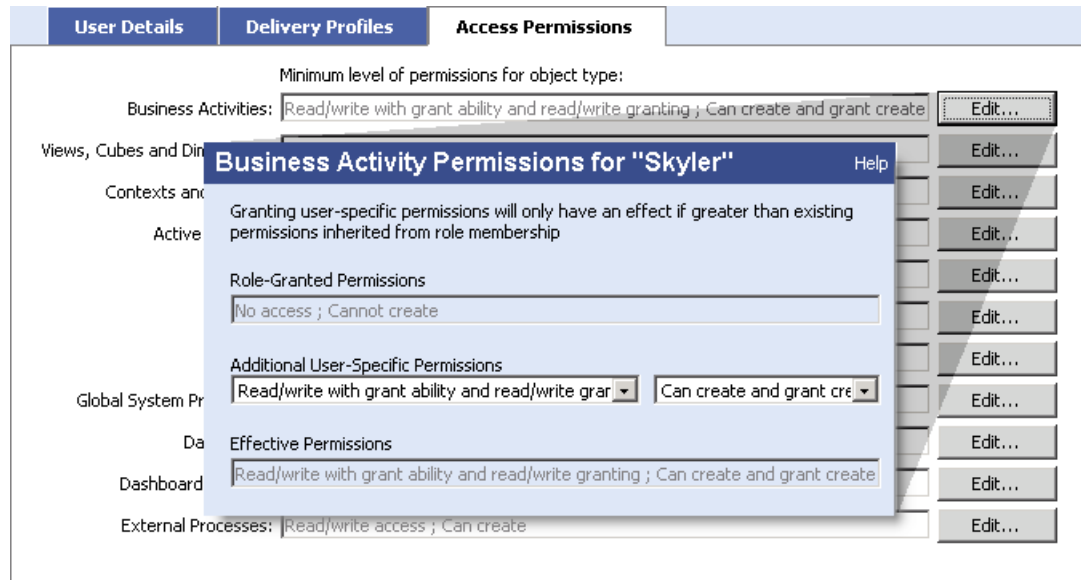 User Details Delivery Profiles Access Permissions
Minimum level of permissions for object type:
Business Activities: Read/write with grant ability and read/write granting ; Can create and grant create Edit...
Views, Cubes and Din Edit...
Business Activity Permissions for "Skyler" Help
Contexts and Edit...
Granting user-specific permissions will only have an effect if greater than existing
permissions inherited from role membership
Active Edit...
Role-Granted Permissions
Edit...
No access ; Cannot create
Edit...
Additional User-Specific Permissions
Edit...
Read/write with grant ability and read/write grar Can create and grant cre
Global System Pr Edit...
Da Effective Permissions Edit...
Read/write with grant ability and read/write granting ; Can create and grant create
Dashboard Edit...
External Processes: Read/write access ; Can create Edit...